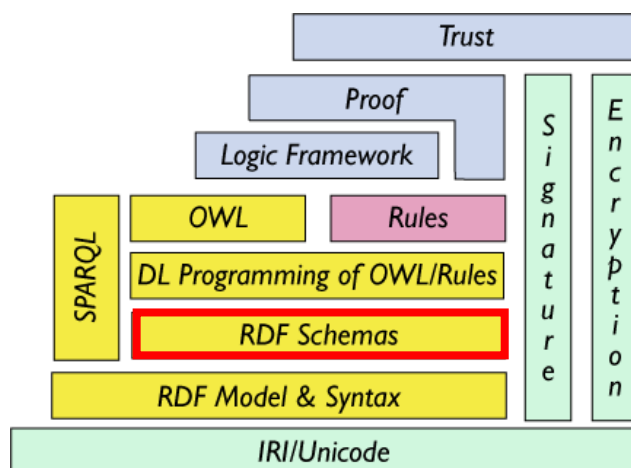 Trust
Proof
Logic Framework
OWL
Rules
SPARQL
DL Programming of OWL/Rules
RDF Schemas
RDF Model & Syntax
Signature
Encryption
IRI/Unicode